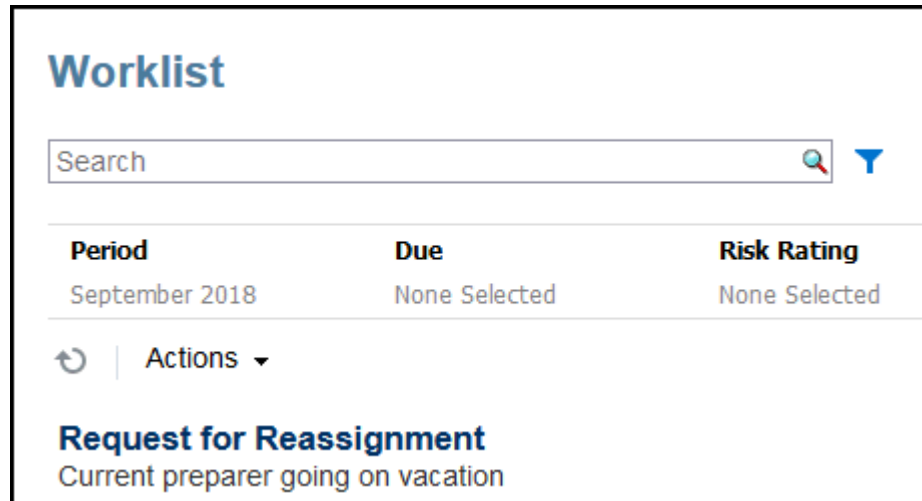 Worklist
Search
Period Due Risk Rating
September 2018 None Selected None Selected
Actions
Request for Reassignment
Current preparer going on vacation